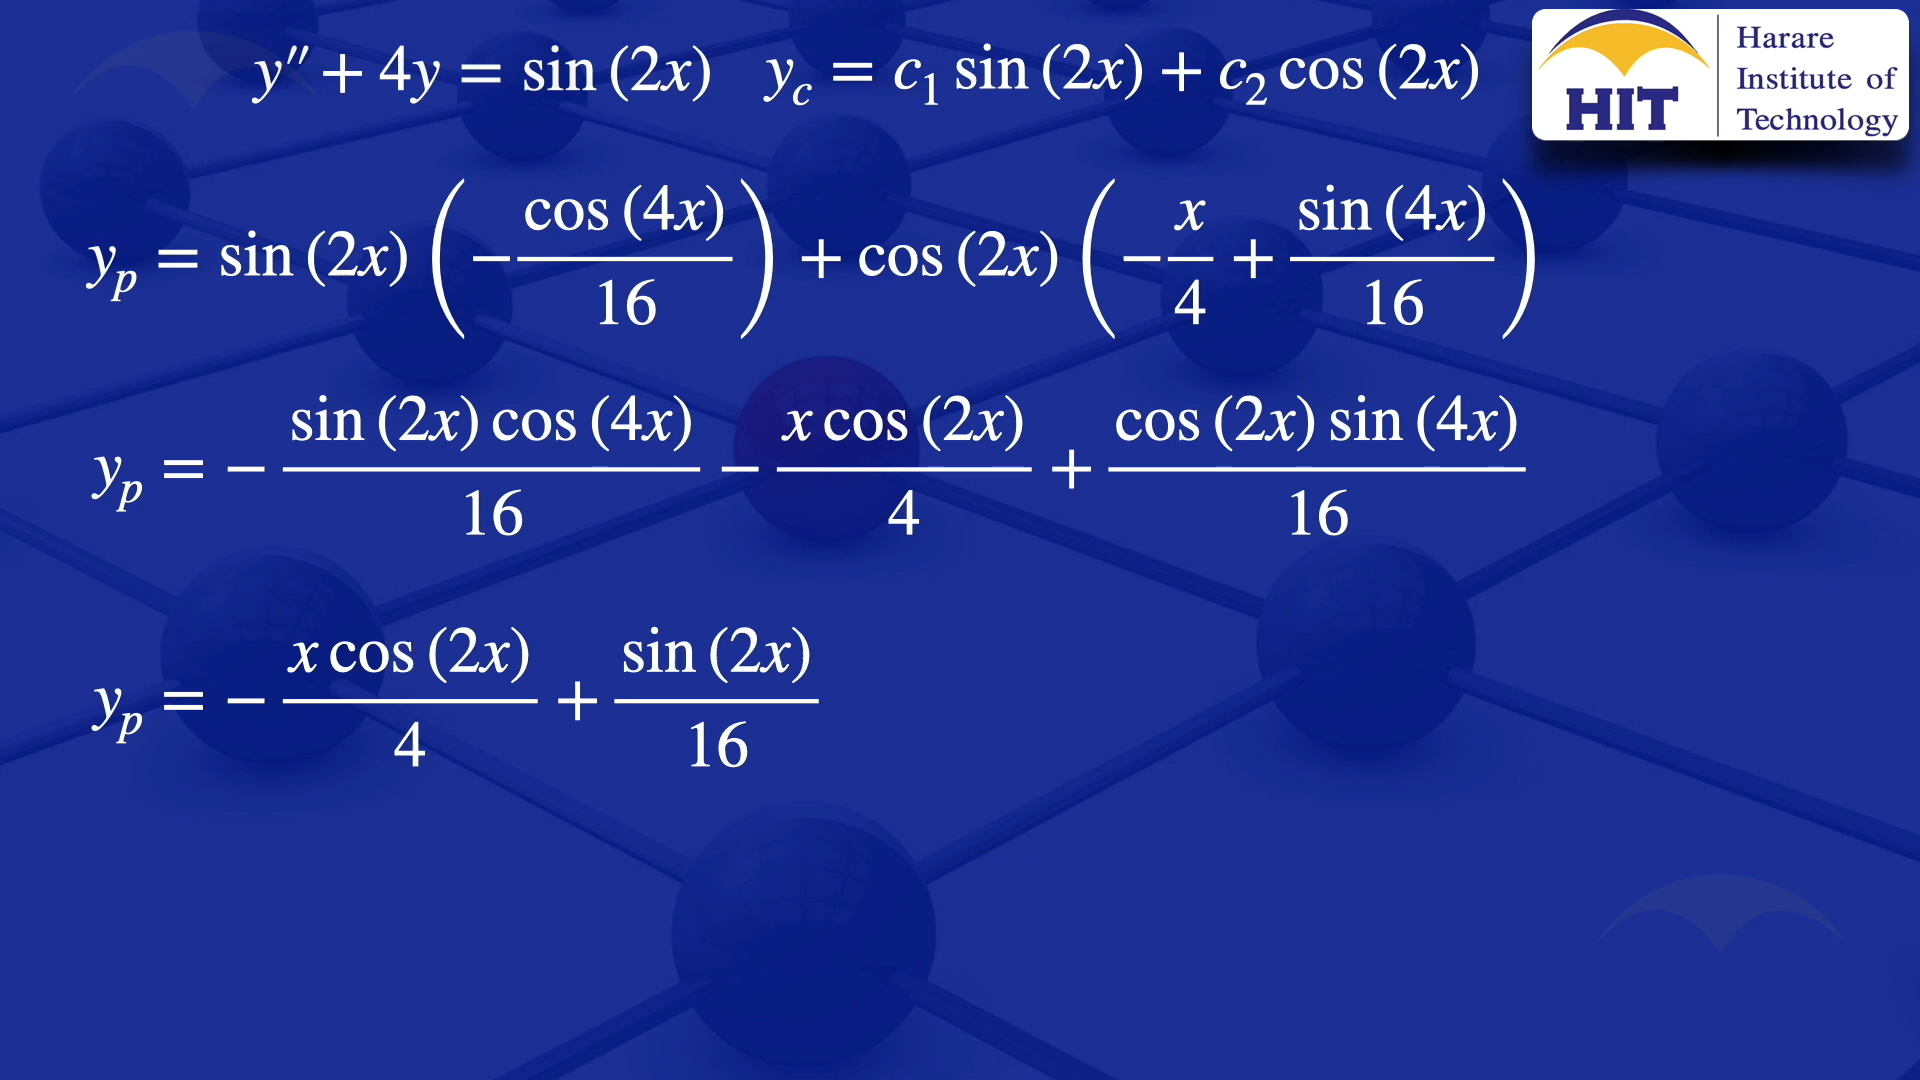 y″ + 4y = sin (2x)   y_c = c_1 sin (2x) + c_2 cos (2x)
HIT
Harare
Institute of
Technology
y_p = sin (2x) (−cos (4x)/16) + cos (2x) (−x/4 + sin (4x)/16)
y_p = − sin (2x) cos (4x)/16 − x cos (2x)/4 + cos (2x) sin (4x)/16
y_p = − x cos (2x)/4 + sin (2x)/16